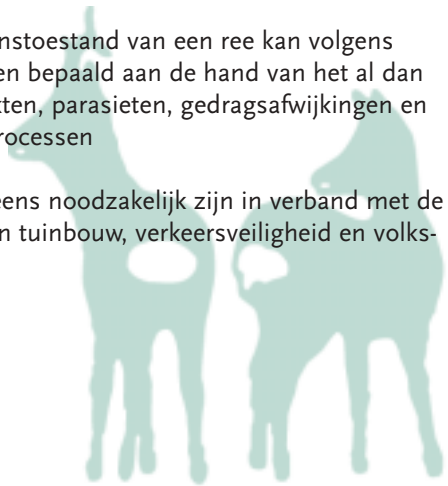 nstoestand van een ree kan volgens
en bepaald aan de hand van het al dan
tten, parasieten, gedragsafwijkingen en
rocessen
eens noodzakelijk zijn in verband met de
n tuinbouw, verkeersveiligheid en volks-